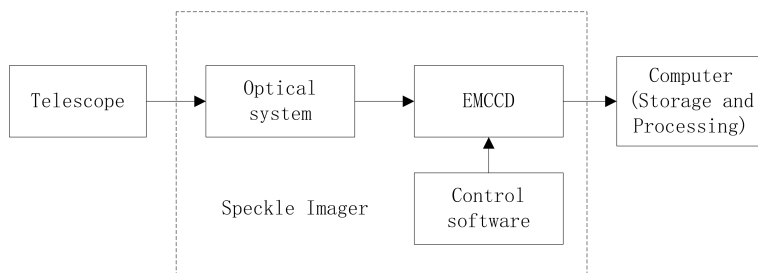 Telescope
Optical
system
EMCCD
Computer
(Storage and
Processing)
Speckle Imager
Control
software